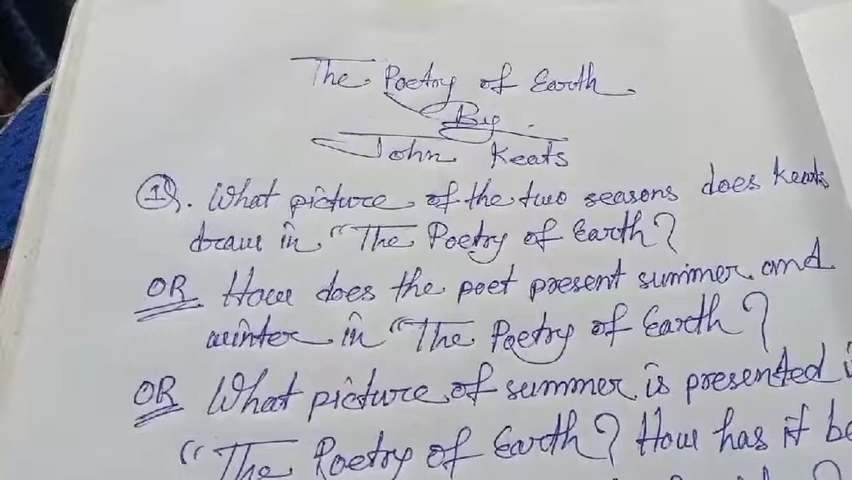 The Poetry of Earth
By
John Keats
1. What picture of the two seasons does Keats
draw in "The Poetry of Earth?
OR How does the poet present summer and
winter in "The Poetry of Earth?
OR What picture of summer is presented i
"The Poetry of Earth? How has it be